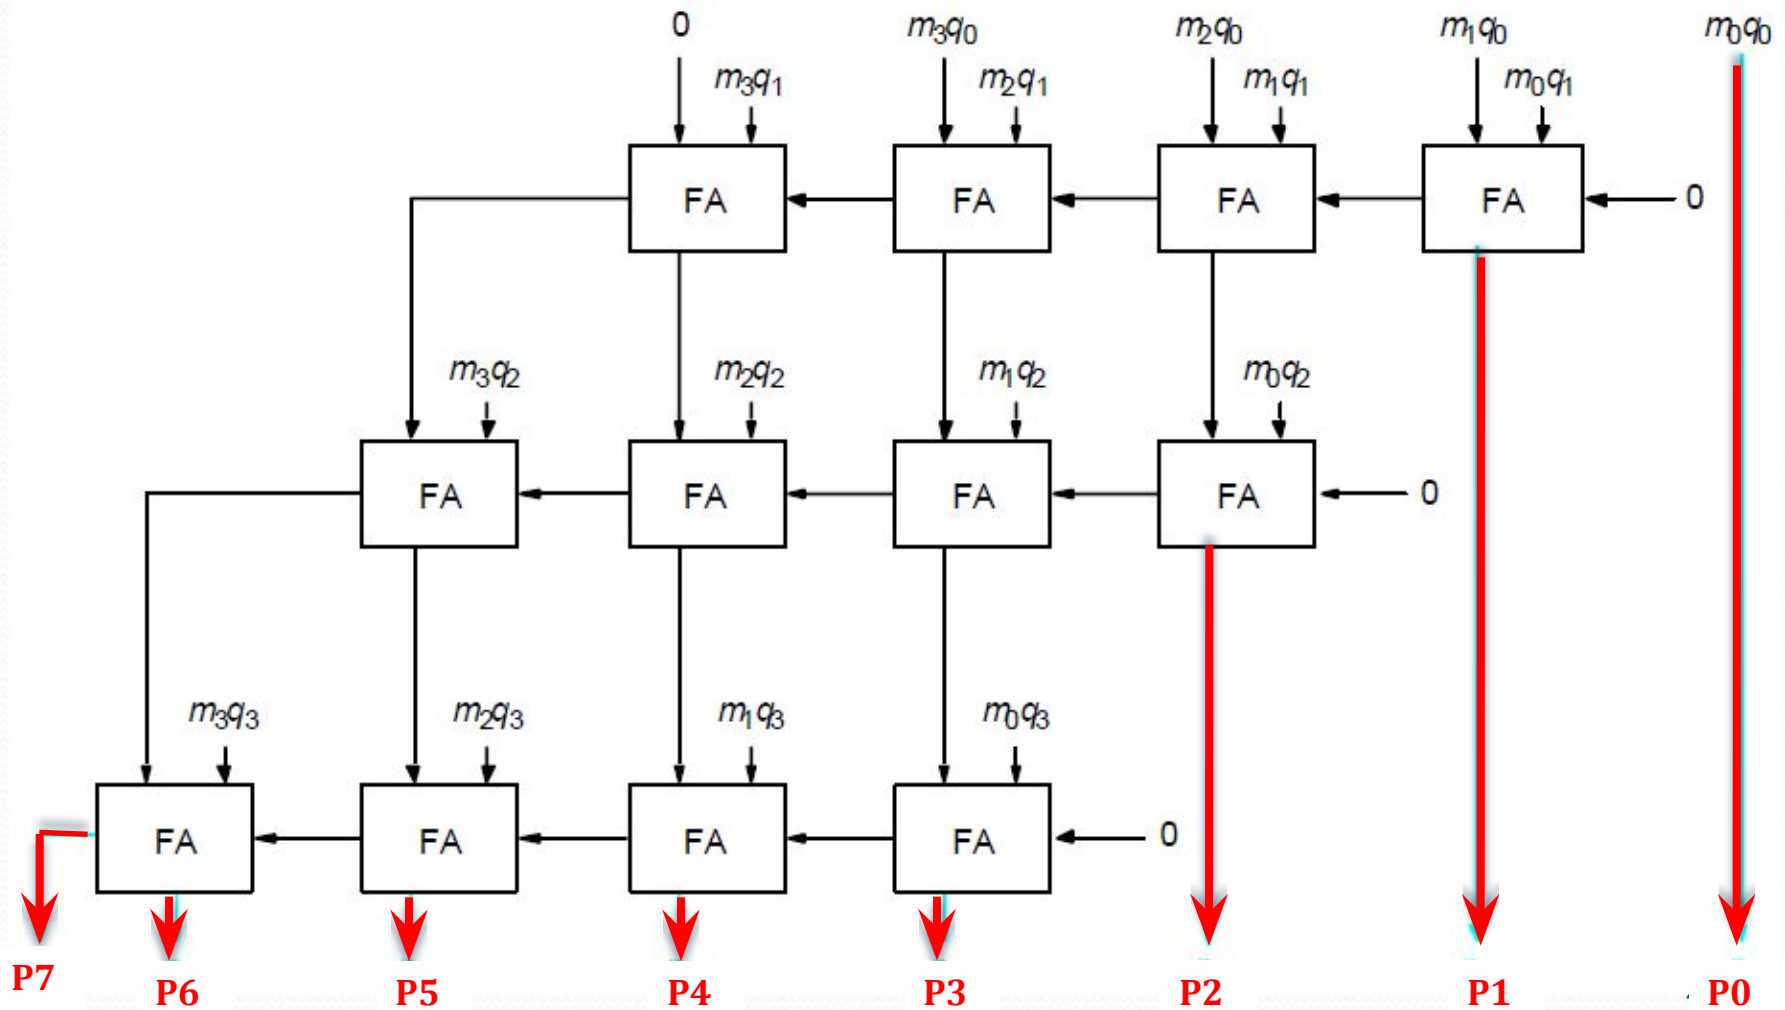 0 m3q0 m2q0 m1q0 m0q0
m3q1 m2q1 m1q1 m0q1
FA FA FA FA 0
m3q2 m2q2 m1q2 m0q2
FA FA FA FA 0
m3q3 m2q3 m1q3 m0q3
FA FA FA FA 0
P7 P6 P5 P4 P3 P2 P1 P0